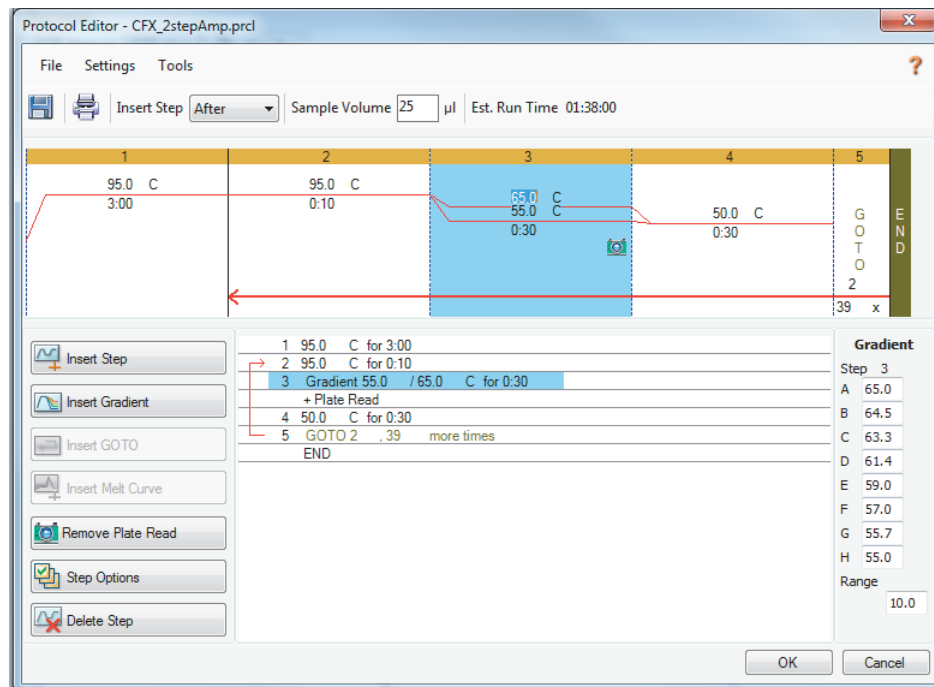 Protocol Editor - CFX_2stepAmp.prcl
x
File Settings Tools ?
Insert Step After Sample Volume 25 µl Est. Run Time 01:38:00
1 2 3 4 5
95.0 C
3:00
95.0 C
0:10
65.0 C
55.0 C
0:30
50.0 C
0:30
G
O
T
O
2
39 x
E
N
D
Insert Step
Insert Gradient
Insert GOTO
Insert Melt Curve
Remove Plate Read
Step Options
Delete Step
1 95.0 C for 3:00
2 95.0 C for 0:10
3 Gradient 55.0 / 65.0 C for 0:30
+ Plate Read
4 50.0 C for 0:30
5 GOTO 2 , 39 more times
END
Gradient
Step 3
A 65.0
B 64.5
C 63.3
D 61.4
E 59.0
F 57.0
G 55.7
H 55.0
Range
10.0
OK Cancel